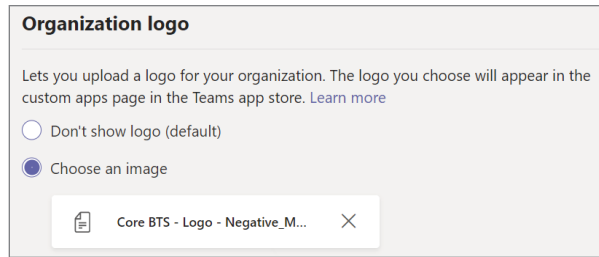 Organization logo
Lets you upload a logo for your organization. The logo you choose will appear in the
custom apps page in the Teams app store. Learn more
Don't show logo (default)
Choose an image
Core BTS - Logo - Negative_M...